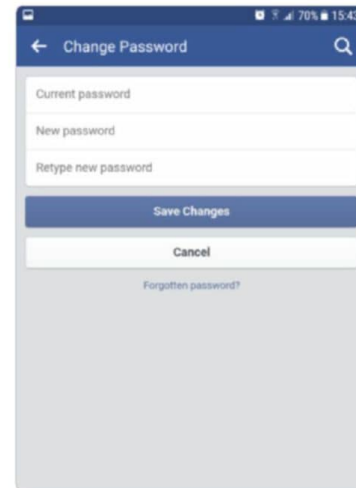 70% 15:43
Change Password
Current password
New password
Retype new password
Save Changes
Cancel
Forgotten password?